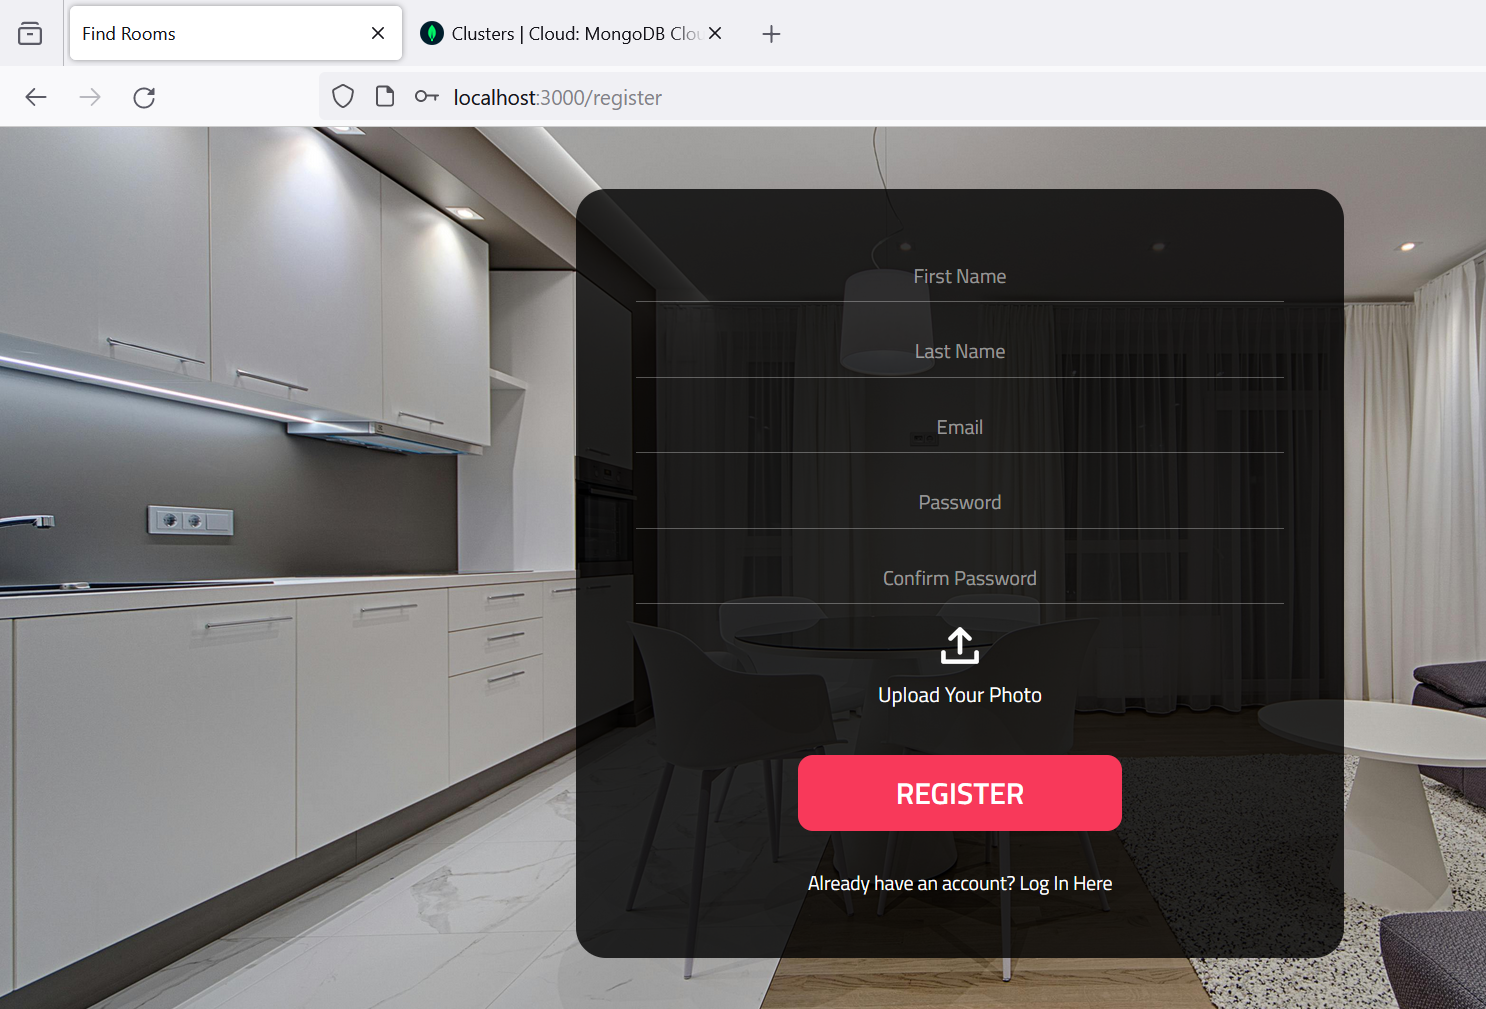 Find Rooms
Clusters | Cloud: MongoDB Clou
localhost:3000/register
First Name
Last Name
Email
Password
Confirm Password
Upload Your Photo
REGISTER
Already have an account? Log In Here